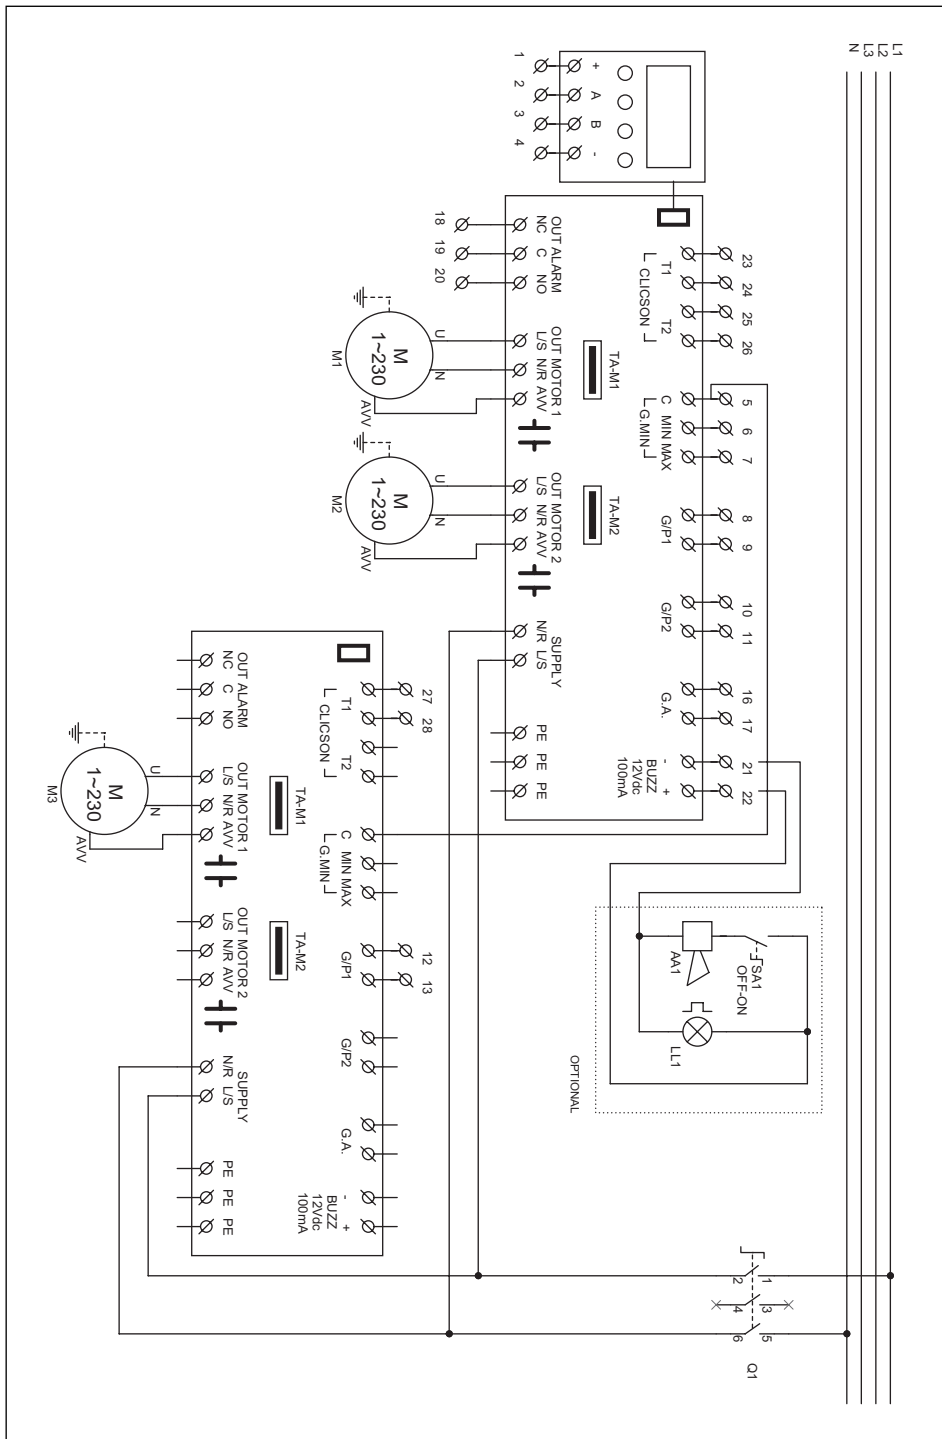 L1
L2
L3
N
1 2 3 4
+ A B -
18 19 20
OUT ALARM
NC C NO
23 24 25 26
T1 T2
CLICSON
TA-M1
OUT MOTOR 1
L/S N/R AVV
U
N
M
1~230
M1
AVV
5 6 7
C MIN MAX
G.MIN
TA-M2
OUT MOTOR 2
L/S N/R AVV
U
N
M
1~230
M2
AVV
8 9
G/P1
10 11
G/P2
SUPPLY
N/R L/S
16 17
G.A.
PE PE PE
21 22
- +
BUZZ
12Vdc
100mA
OUT ALARM
NC C NO
27 28
T1 T2
CLICSON
TA-M1
OUT MOTOR 1
L/S N/R AVV
U
N
M
1~230
M3
AVV
C MIN MAX
G.MIN
TA-M2
OUT MOTOR 2
L/S N/R AVV
12 13
G/P1
G/P2
SUPPLY
N/R L/S
G.A.
PE PE PE
- +
BUZZ
12Vdc
100mA
SA1
OFF-ON
AA1
LL1
OPTIONAL
1 3 5
2 4 6
Q1